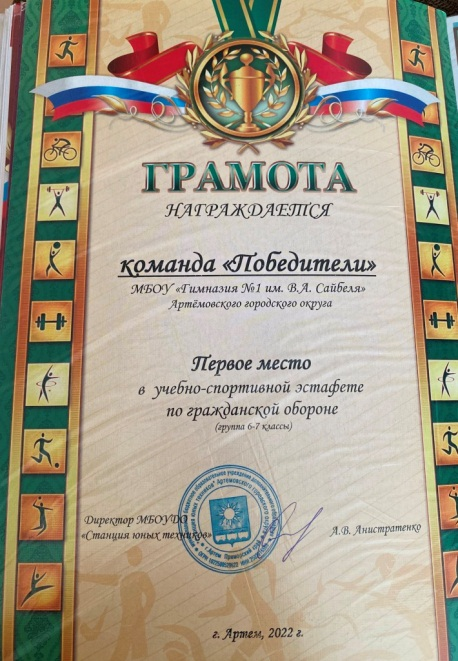 ГРАМОТА
НАГРАЖДАЕТСЯ
команда «Победители»
МБОУ «Гимназия №1 им. В.А. Сайбеля»
Артёмовского городского округа
Первое место
в учебно-спортивной эстафете
по гражданской обороне
(группа 6-7 классы)
Директор МБОУДО
«Станция юных техников»
А.В. Анистратенко
г. Артем, 2022 г.